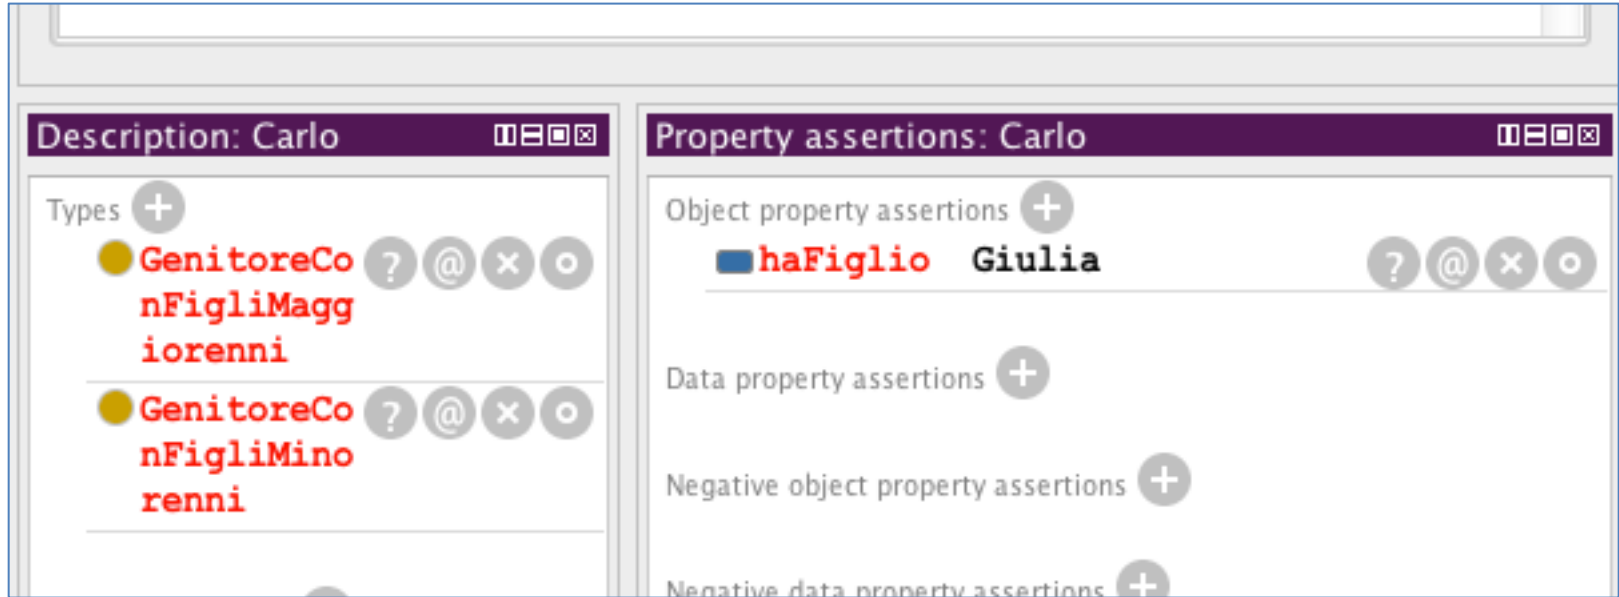 Description: Carlo
Types
GenitoreCo
nFigliMagg
iorenni
GenitoreCo
nFigliMino
renni
Property assertions: Carlo
Object property assertions
haFiglio Giulia
Data property assertions
Negative object property assertions
Negative data property assertions